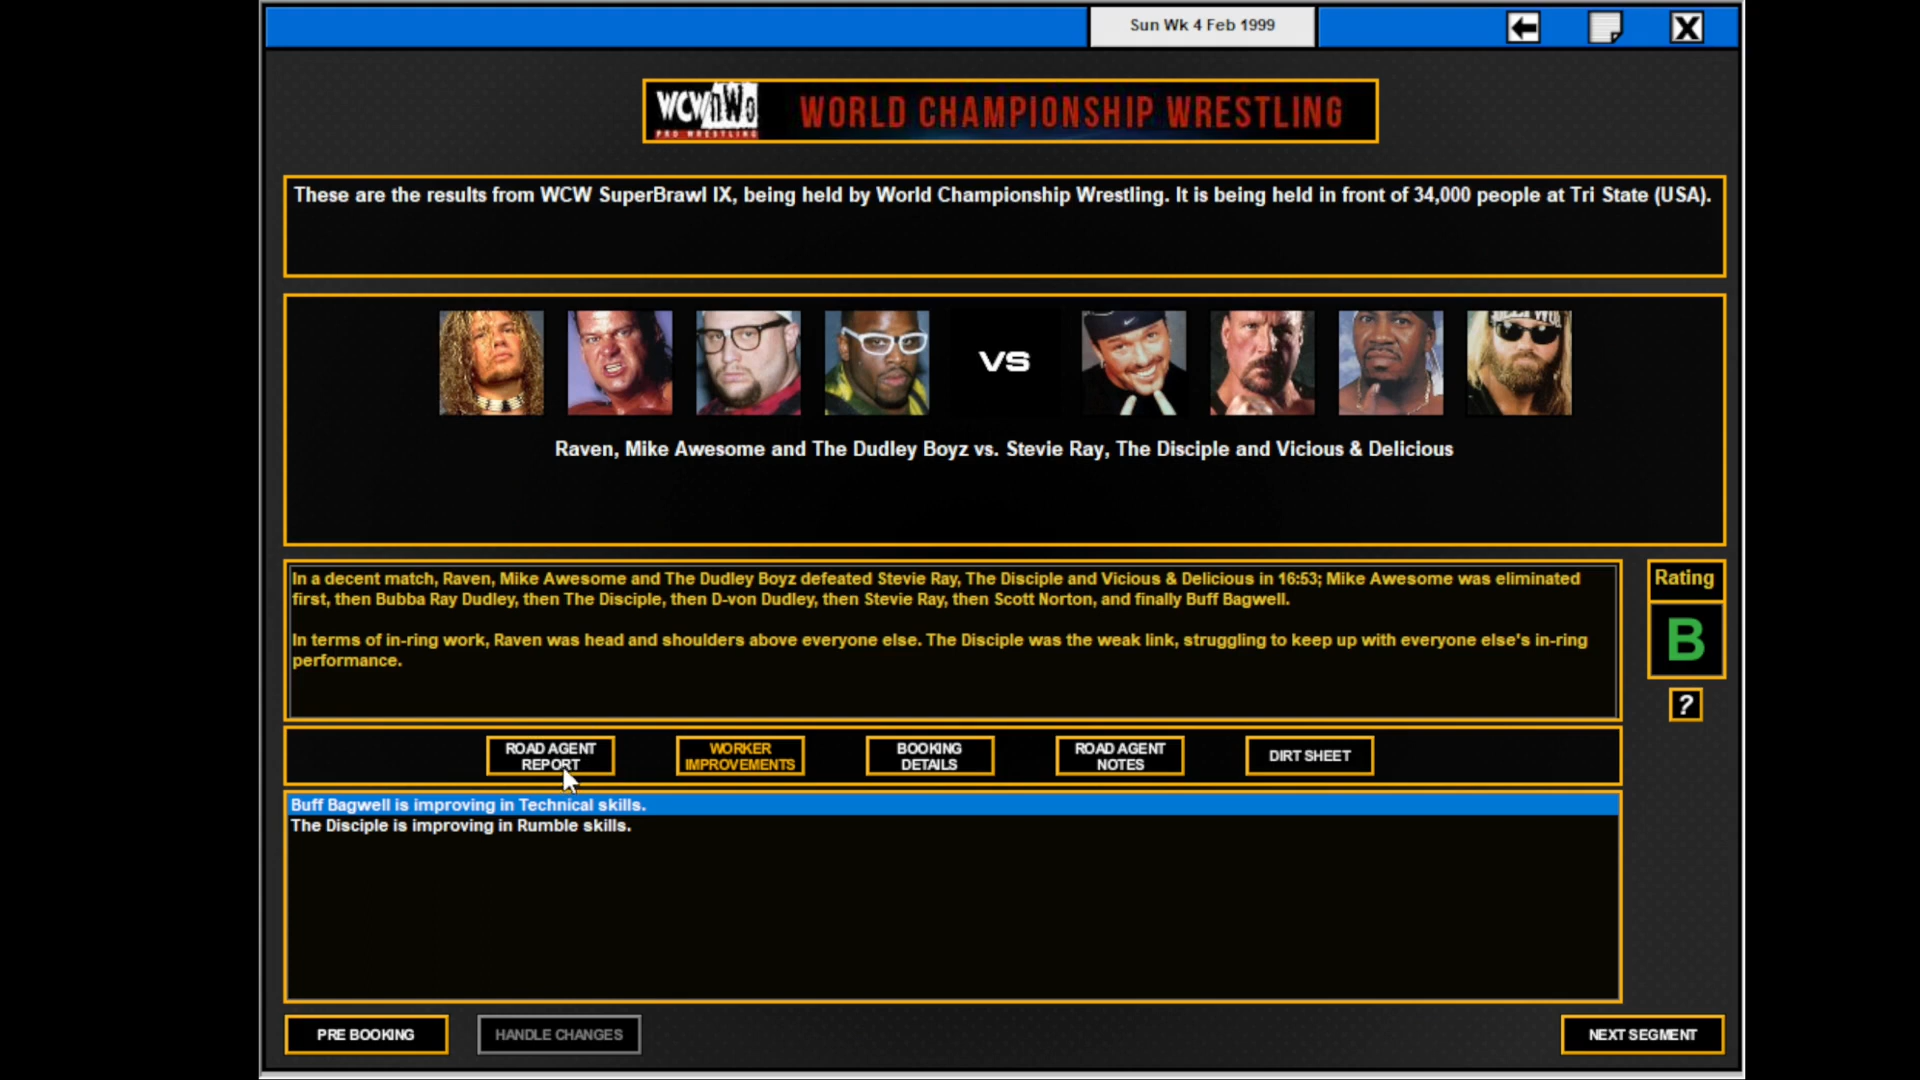 Sun Wk 4 Feb 1999
X
WCW nWo
PRO WRESTLING
WORLD CHAMPIONSHIP WRESTLING
These are the results from WCW SuperBrawl IX, being held by World Championship Wrestling. It is being held in front of 34,000 people at Tri State (USA).
VS
Raven, Mike Awesome and The Dudley Boyz vs. Stevie Ray, The Disciple and Vicious & Delicious
In a decent match, Raven, Mike Awesome and The Dudley Boyz defeated Stevie Ray, The Disciple and Vicious & Delicious in 16:53; Mike Awesome was eliminated
first, then Bubba Ray Dudley, then The Disciple, then D-von Dudley, then Stevie Ray, then Scott Norton, and finally Buff Bagwell.
In terms of in-ring work, Raven was head and shoulders above everyone else. The Disciple was the weak link, struggling to keep up with everyone else's in-ring
performance.
Rating
B
?
ROAD AGENT
REPORT
WORKER
IMPROVEMENTS
BOOKING
DETAILS
ROAD AGENT
NOTES
DIRT SHEET
Buff Bagwell is improving in Technical skills.
The Disciple is improving in Rumble skills.
PRE BOOKING
HANDLE CHANGES
NEXT SEGMENT